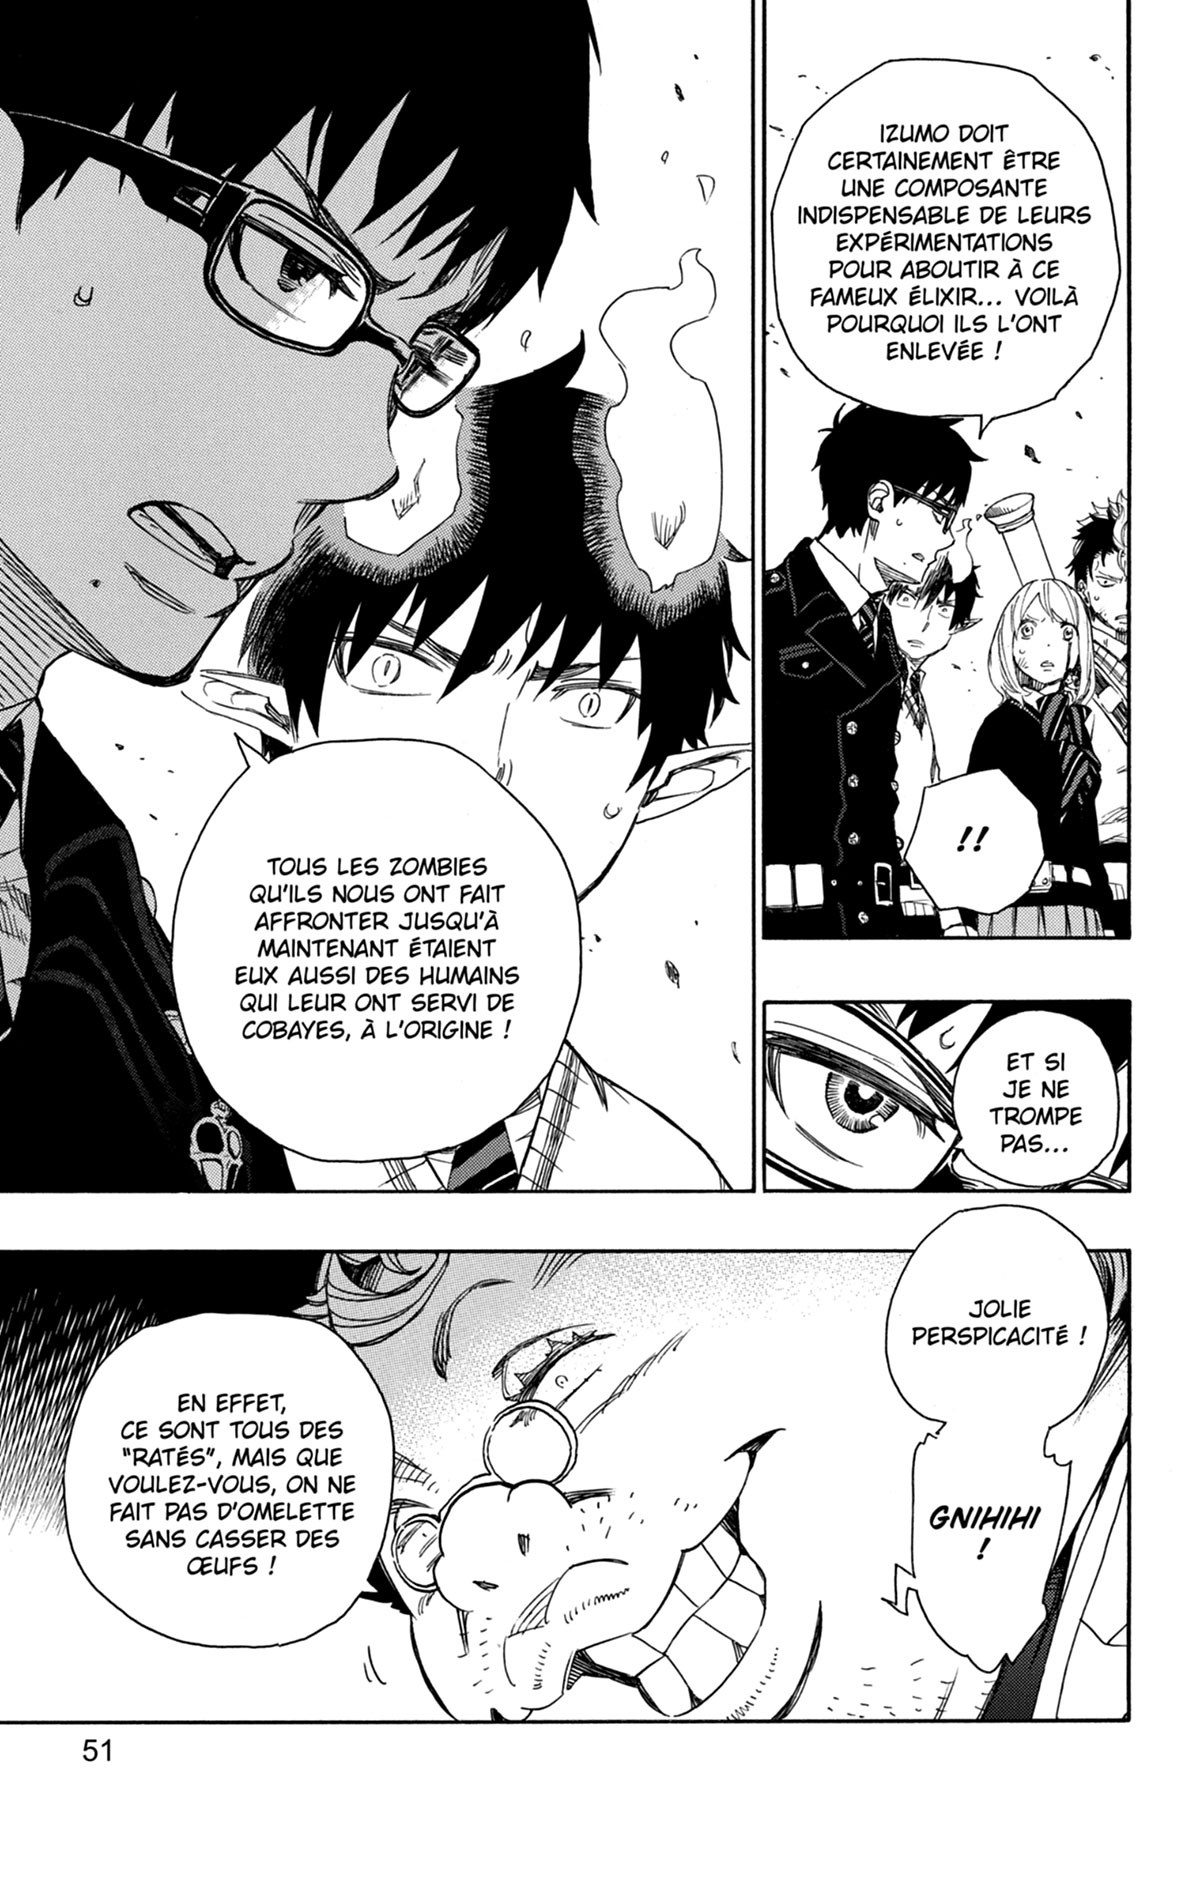 IZUMO DOIT
CERTAINEMENT ÊTRE
UNE COMPOSANTE
INDISPENSABLE DE LEURS
EXPÉRIMENTATIONS
POUR ABOUTIR À CE
FAMEUX ÉLIXIR... VOILÀ
POURQUOI ILS L'ONT
ENLEVÉE !
!!
ET SI
JE NE
TROMPE
PAS...
TOUS LES ZOMBIES
QU'ILS NOUS ONT FAIT
AFFRONTER JUSQU'À
MAINTENANT ÉTAIENT
EUX AUSSI DES HUMAINS
QUI LEUR ONT SERVI DE
COBAYES, À L'ORIGINE !
JOLIE
PERSPICACITÉ !
GNIHIHI
!
EN EFFET,
CE SONT TOUS DES
"RATÉS", MAIS QUE
VOULEZ-VOUS, ON NE
FAIT PAS D'OMELETTE
SANS CASSER DES
ŒUFS !
51